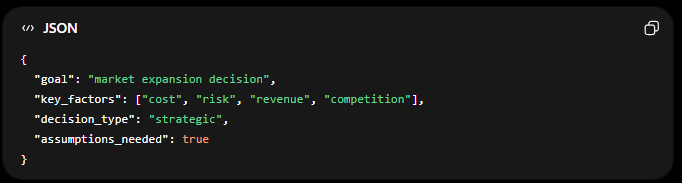 </> JSON
{
  "goal": "market expansion decision",
  "key_factors": ["cost", "risk", "revenue", "competition"],
  "decision_type": "strategic",
  "assumptions_needed": true
}